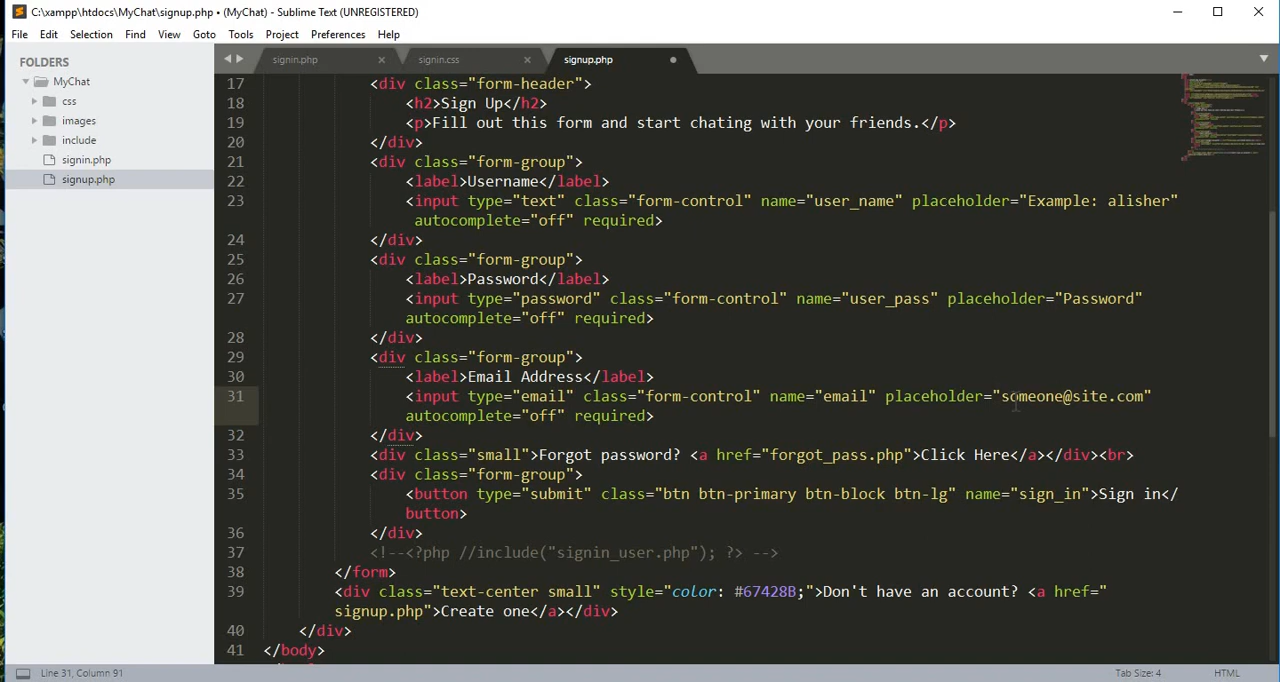 C:\xampp\htdocs\MyChat\signup.php • (MyChat) - Sublime Text (UNREGISTERED)
File Edit Selection Find View Goto Tools Project Preferences Help
FOLDERS
MyChat
css
images
include
signin.php
signup.php
signin.php signin.css signup.php
17 <div class="form-header">
18 <h2>Sign Up</h2>
19 <p>Fill out this form and start chating with your friends.</p>
20 </div>
21 <div class="form-group">
22 <label>Username</label>
23 <input type="text" class="form-control" name="user_name" placeholder="Example: alisher"
autocomplete="off" required>
24 </div>
25 <div class="form-group">
26 <label>Password</label>
27 <input type="password" class="form-control" name="user_pass" placeholder="Password"
autocomplete="off" required>
28 </div>
29 <div class="form-group">
30 <label>Email Address</label>
31 <input type="email" class="form-control" name="email" placeholder="someone@site.com"
autocomplete="off" required>
32 </div>
33 <div class="small">Forgot password? <a href="forgot_pass.php">Click Here</a></div><br>
34 <div class="form-group">
35 <button type="submit" class="btn btn-primary btn-block btn-lg" name="sign_in">Sign in</
button>
36 </div>
37 <!--<?php //include("signin_user.php"); ?> -->
38 </form>
39 <div class="text-center small" style="color: #67428B;">Don't have an account? <a href="
signup.php">Create one</a></div>
40 </div>
41 </body>
Line 31, Column 91 Tab Size: 4 HTML